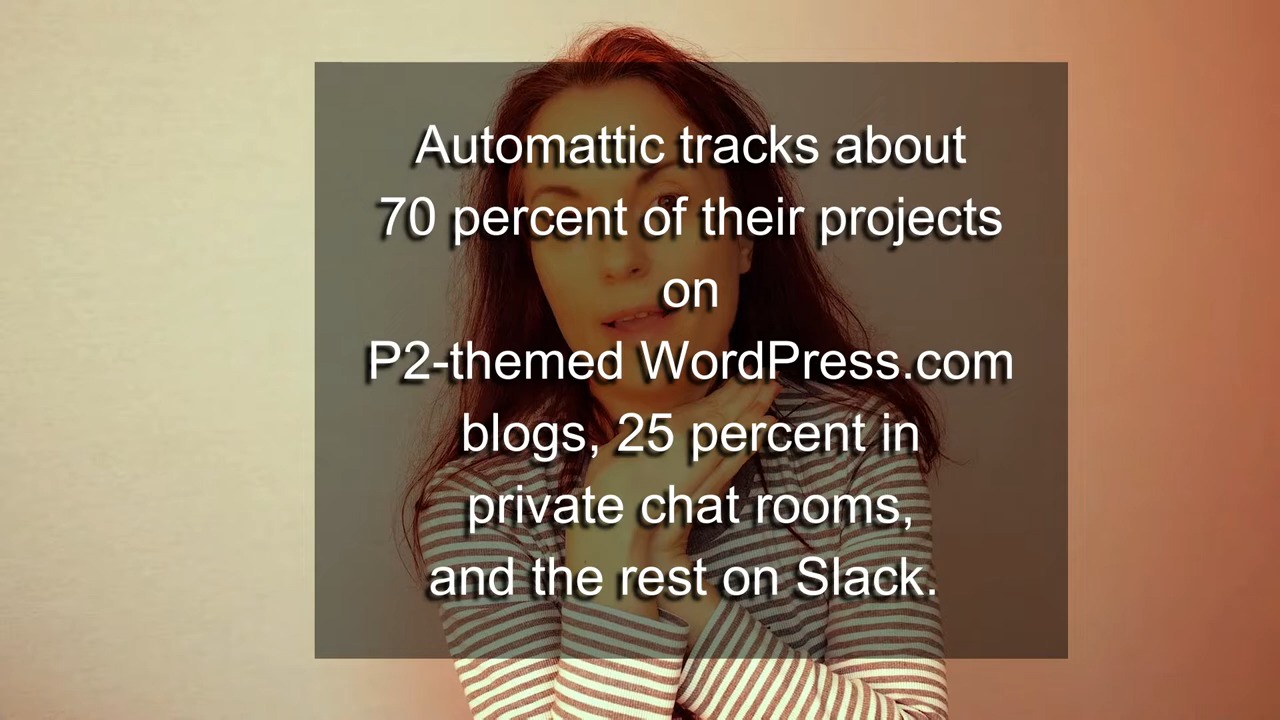 Automattic tracks about
70 percent of their projects
on
P2-themed WordPress.com
blogs, 25 percent in
private chat rooms,
and the rest on Slack.